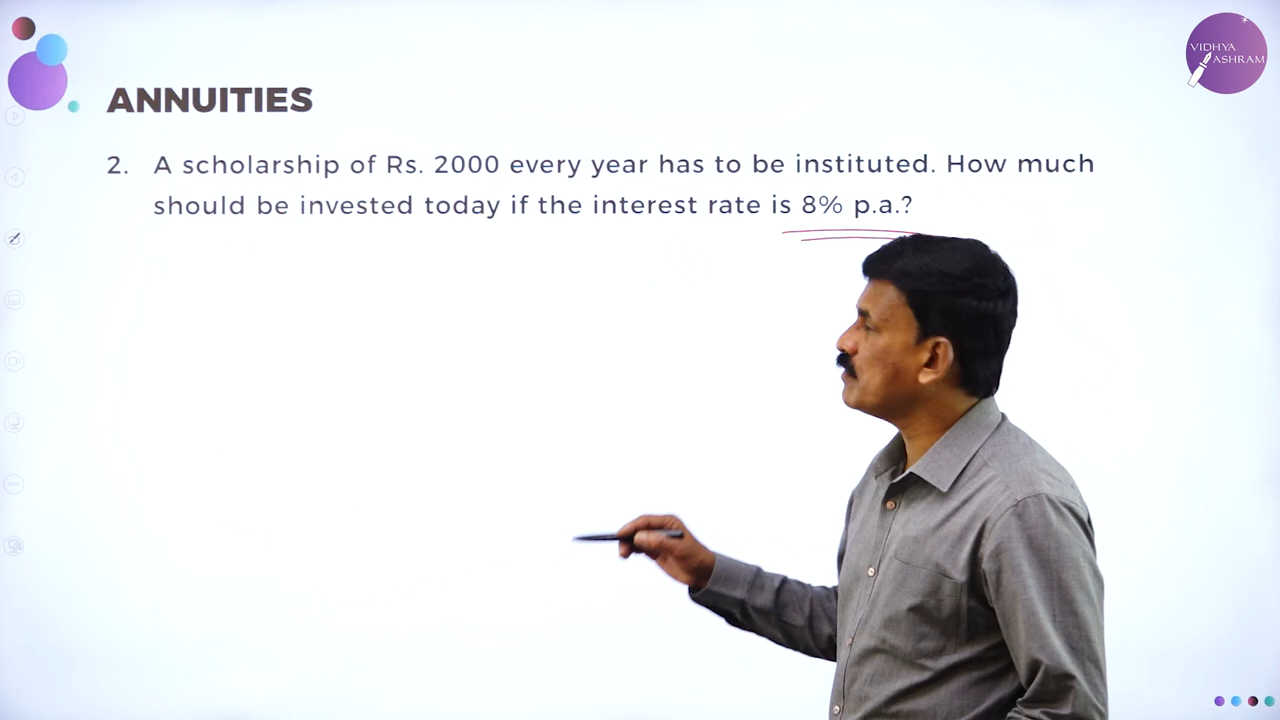 VIDHYA
ASHRAM
ANNUITIES
2. A scholarship of Rs. 2000 every year has to be instituted. How much
should be invested today if the interest rate is 8% p.a.?